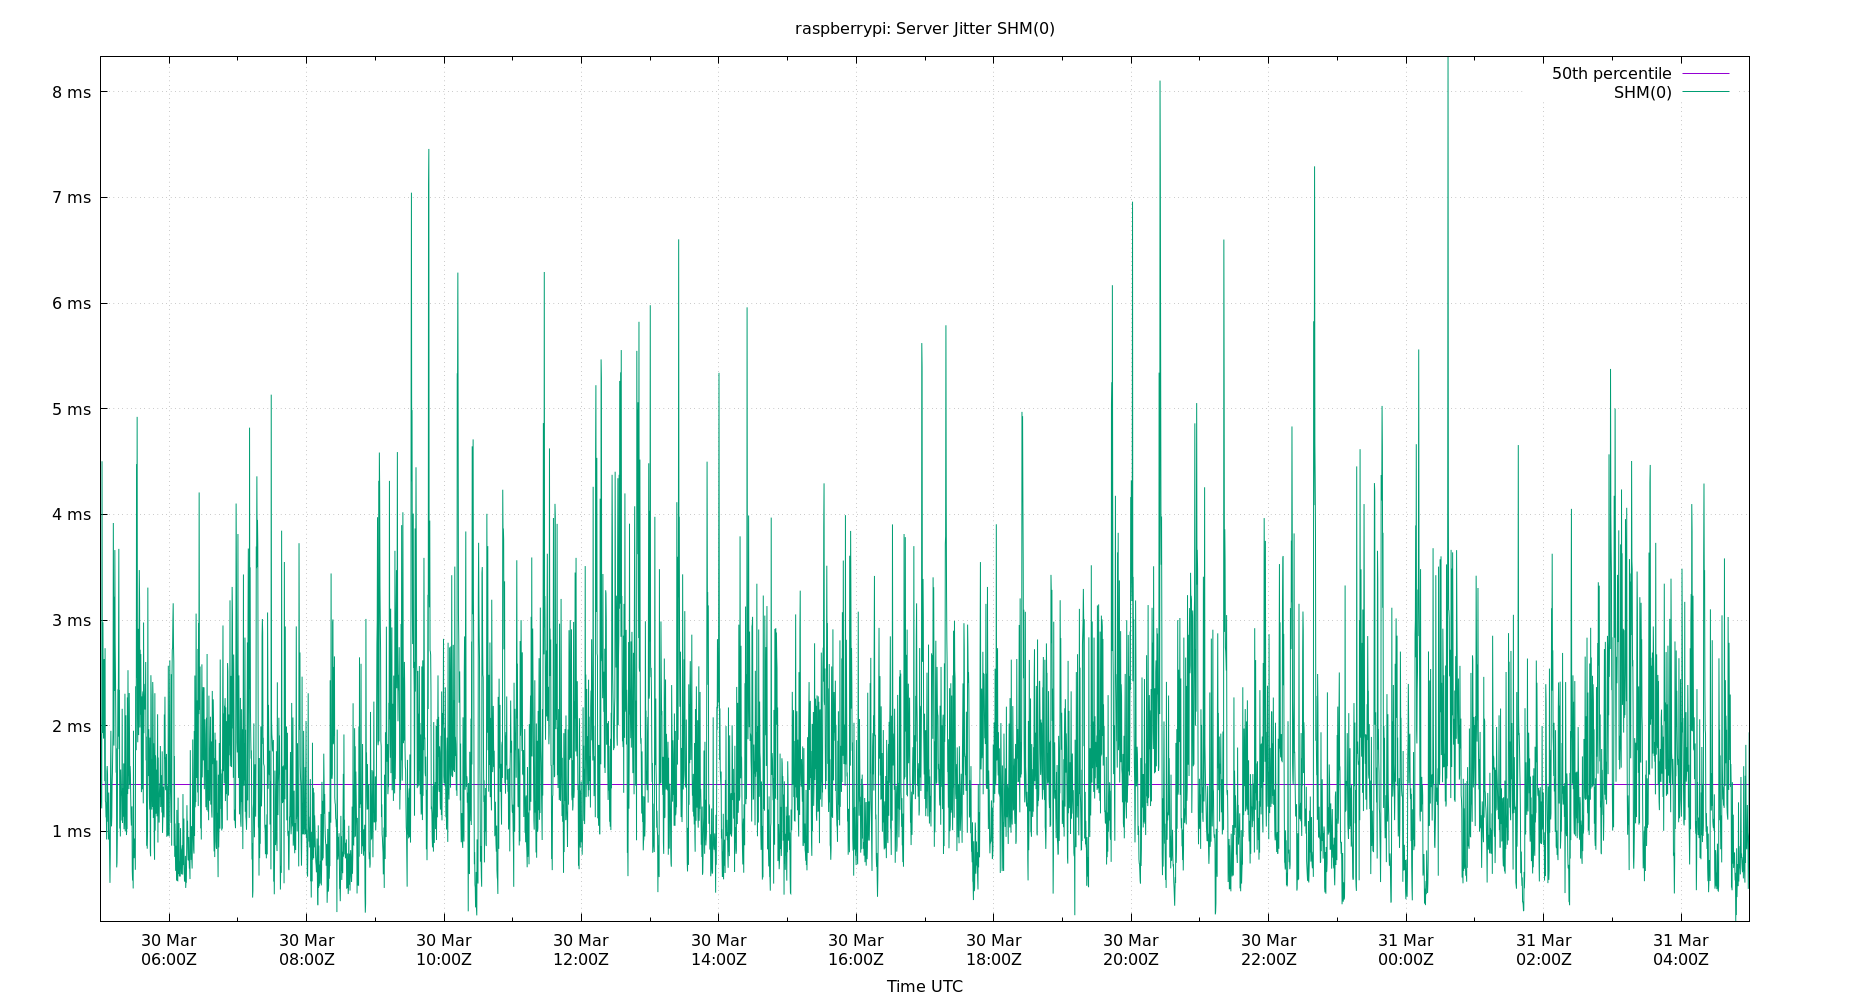 raspberrypi: Server Jitter SHM(0)
50th percentile
SHM(0)
8 ms
7 ms
6 ms
5 ms
4 ms
3 ms
2 ms
1 ms
30 Mar 30 Mar 30 Mar 30 Mar 30 Mar 30 Mar 30 Mar 30 Mar 30 Mar 31 Mar 31 Mar 31 Mar
06:00Z 08:00Z 10:00Z 12:00Z 14:00Z 16:00Z 18:00Z 20:00Z 22:00Z 00:00Z 02:00Z 04:00Z
Time UTC